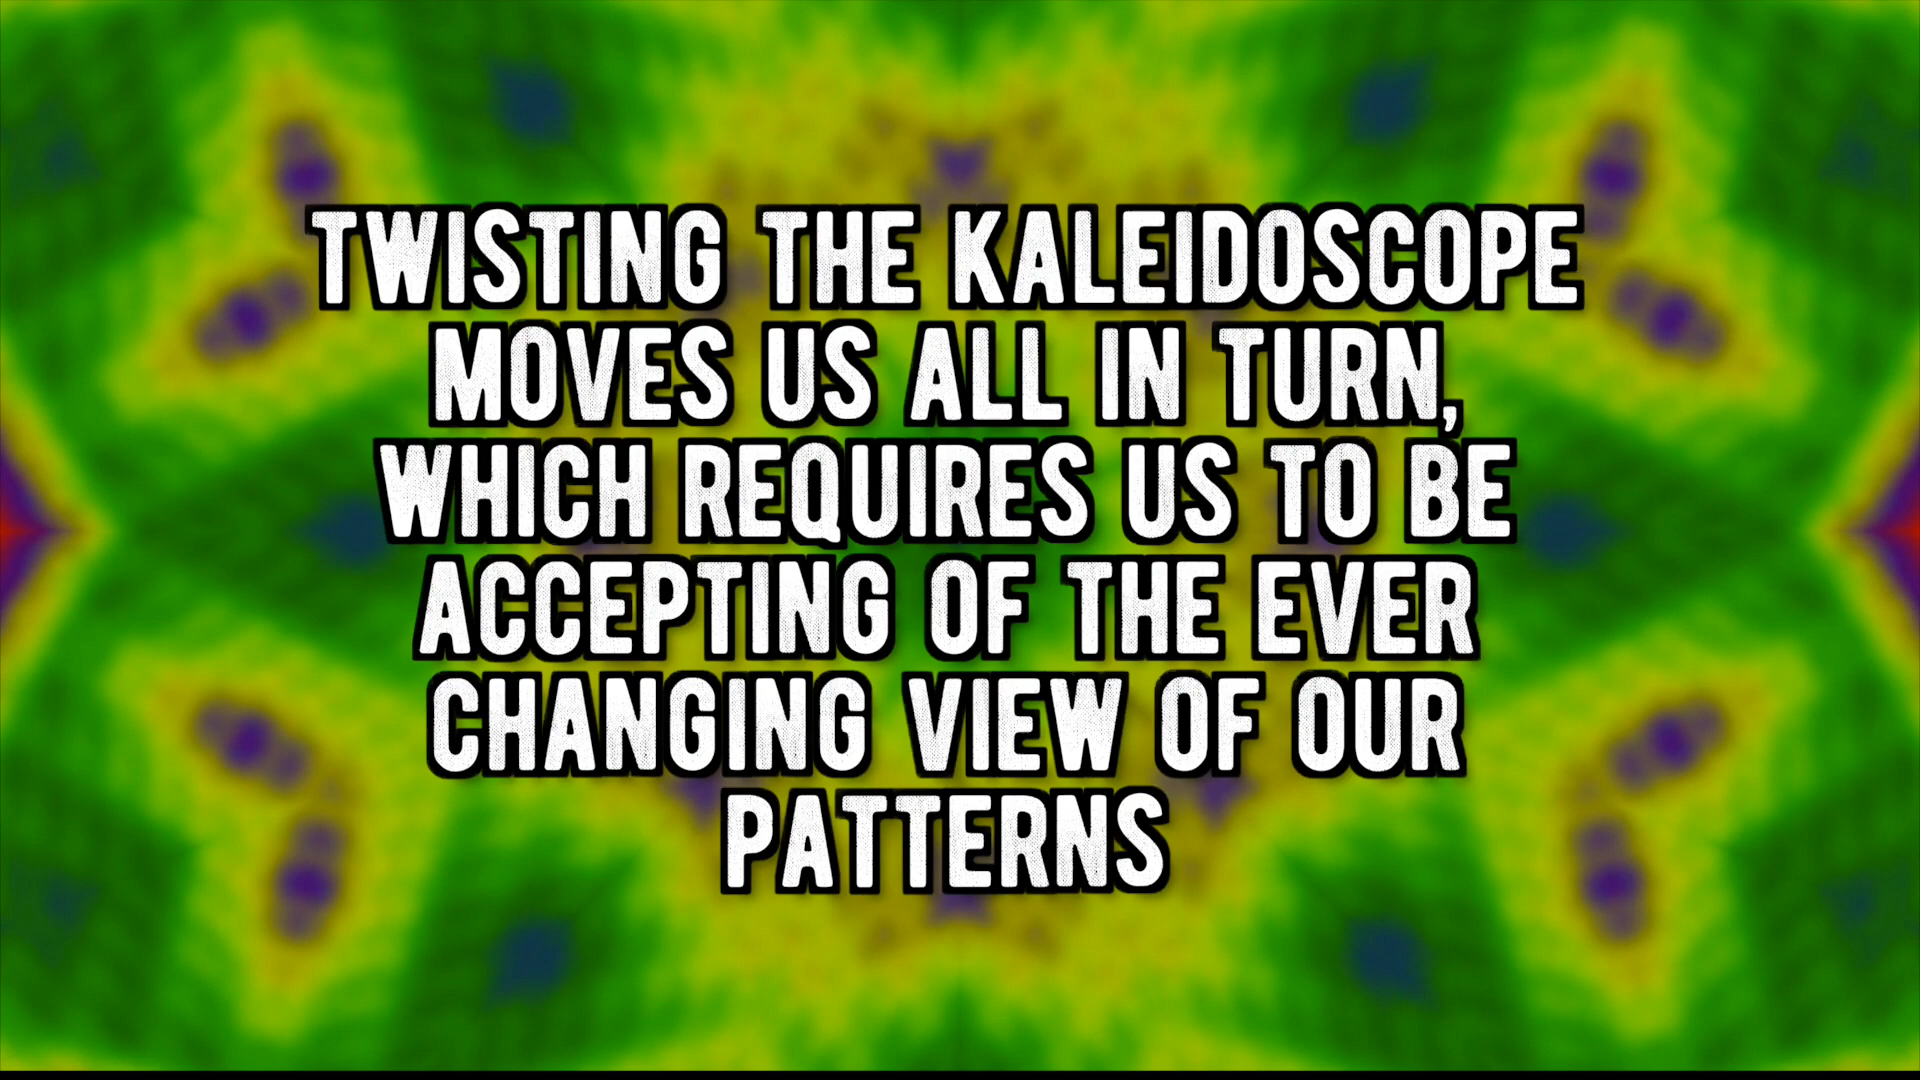 TWISTING THE KALEIDOSCOPE
MOVES US ALL IN TURN,
WHICH REQUIRES US TO BE
ACCEPTING OF THE EVER
CHANGING VIEW OF OUR
PATTERNS